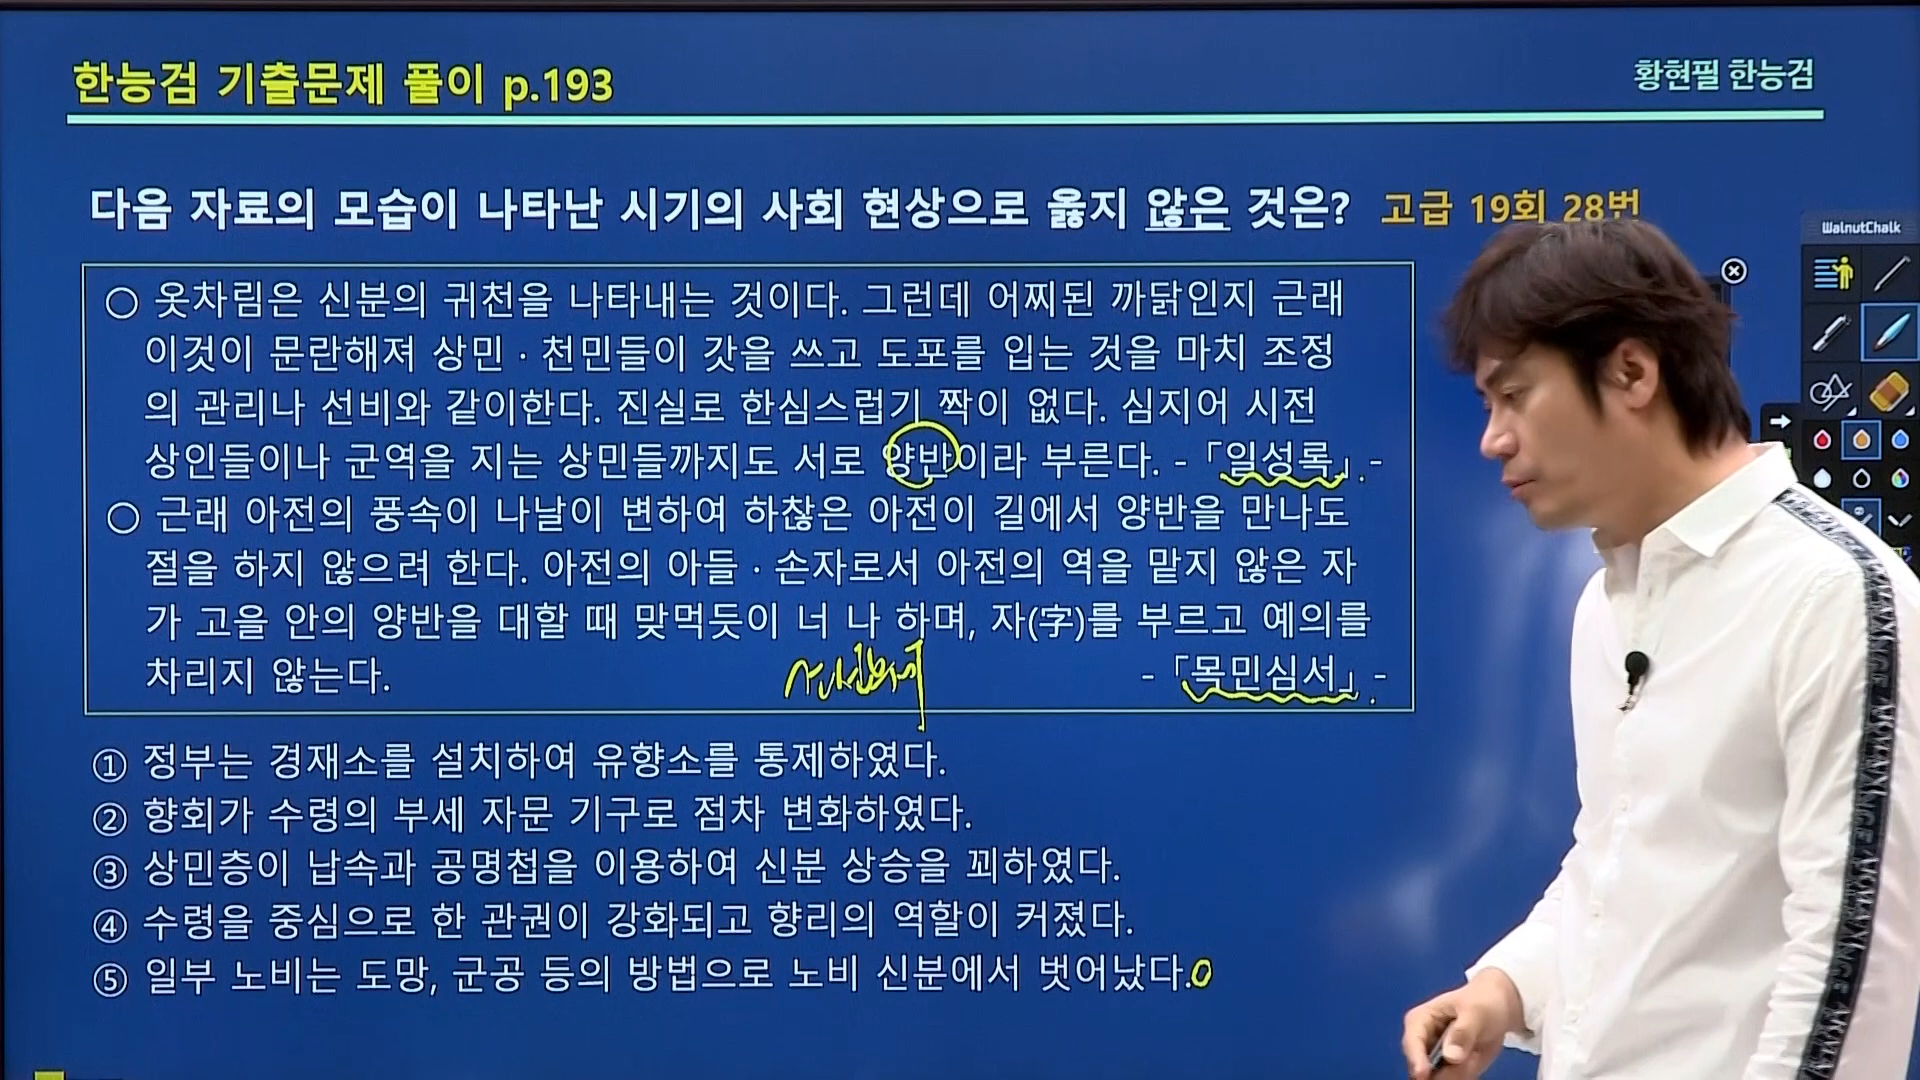 한능검 기출문제 풀이 p.193
황현필 한능검
다음 자료의 모습이 나타난 시기의 사회 현상으로 옳지 않은 것은? 고급 19회 28번
WalnutChalk
○ 옷차림은 신분의 귀천을 나타내는 것이다. 그런데 어찌된 까닭인지 근래
이것이 문란해져 상민 · 천민들이 갓을 쓰고 도포를 입는 것을 마치 조정
의 관리나 선비와 같이한다. 진실로 한심스럽기 짝이 없다. 심지어 시전
상인들이나 군역을 지는 상민들까지도 서로 양반이라 부른다. -「일성록」-
○ 근래 아전의 풍속이 나날이 변하여 하찮은 아전이 길에서 양반을 만나도
절을 하지 않으려 한다. 아전의 아들 · 손자로서 아전의 역을 맡지 않은 자
가 고을 안의 양반을 대할 때 맞먹듯이 너 나 하며, 자(字)를 부르고 예의를
차리지 않는다.
-「목민심서」-
① 정부는 경재소를 설치하여 유향소를 통제하였다.
② 향회가 수령의 부세 자문 기구로 점차 변화하였다.
③ 상민층이 납속과 공명첩을 이용하여 신분 상승을 꾀하였다.
④ 수령을 중심으로 한 관권이 강화되고 향리의 역할이 커졌다.
⑤ 일부 노비는 도망, 군공 등의 방법으로 노비 신분에서 벗어났다.